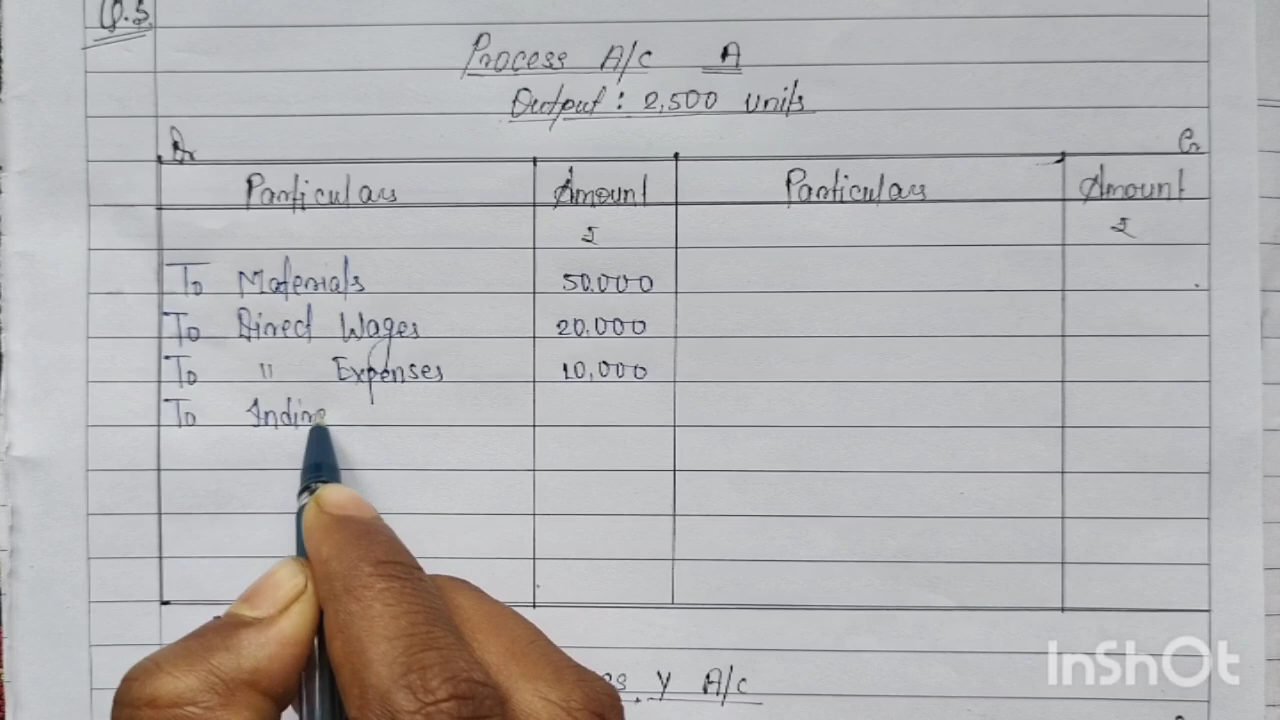 Q.3.
Process A/c A
Output: 2,500 units
Dr Cr
Particulars Amount Particulars Amount
₹ ₹
To Materials 50,000
To Direct Wages 20,000
To " Expenses 10,000
To Indire
Y A/c
InShOt